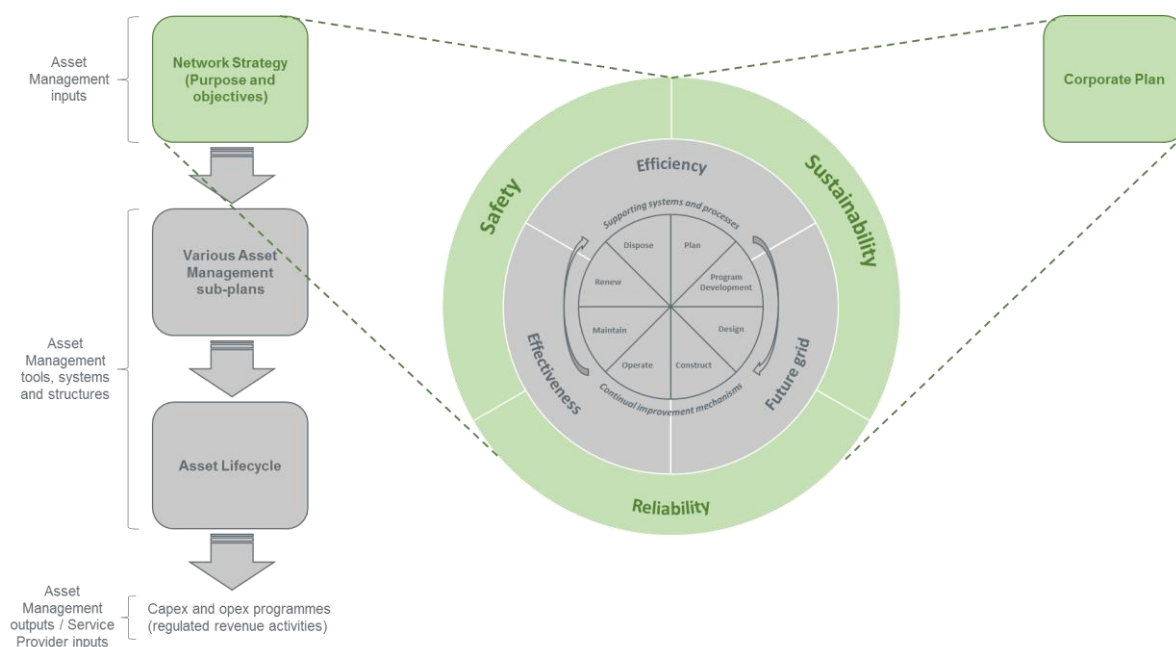 Asset
Management
inputs
Network Strategy
(Purpose and
objectives)
Corporate Plan
Various Asset
Management
sub-plans
Asset
Management
tools, systems
and structures
Asset Lifecycle
Asset
Management
outputs / Service
Provider inputs
Capex and opex programmes
(regulated revenue activities)
Safety
Sustainability
Reliability
Efficiency
Effectiveness
Future grid
Supporting systems and processes
Dispose
Plan
Renew
Program
Development
Maintain
Design
Operate
Construct
Continual improvement mechanisms